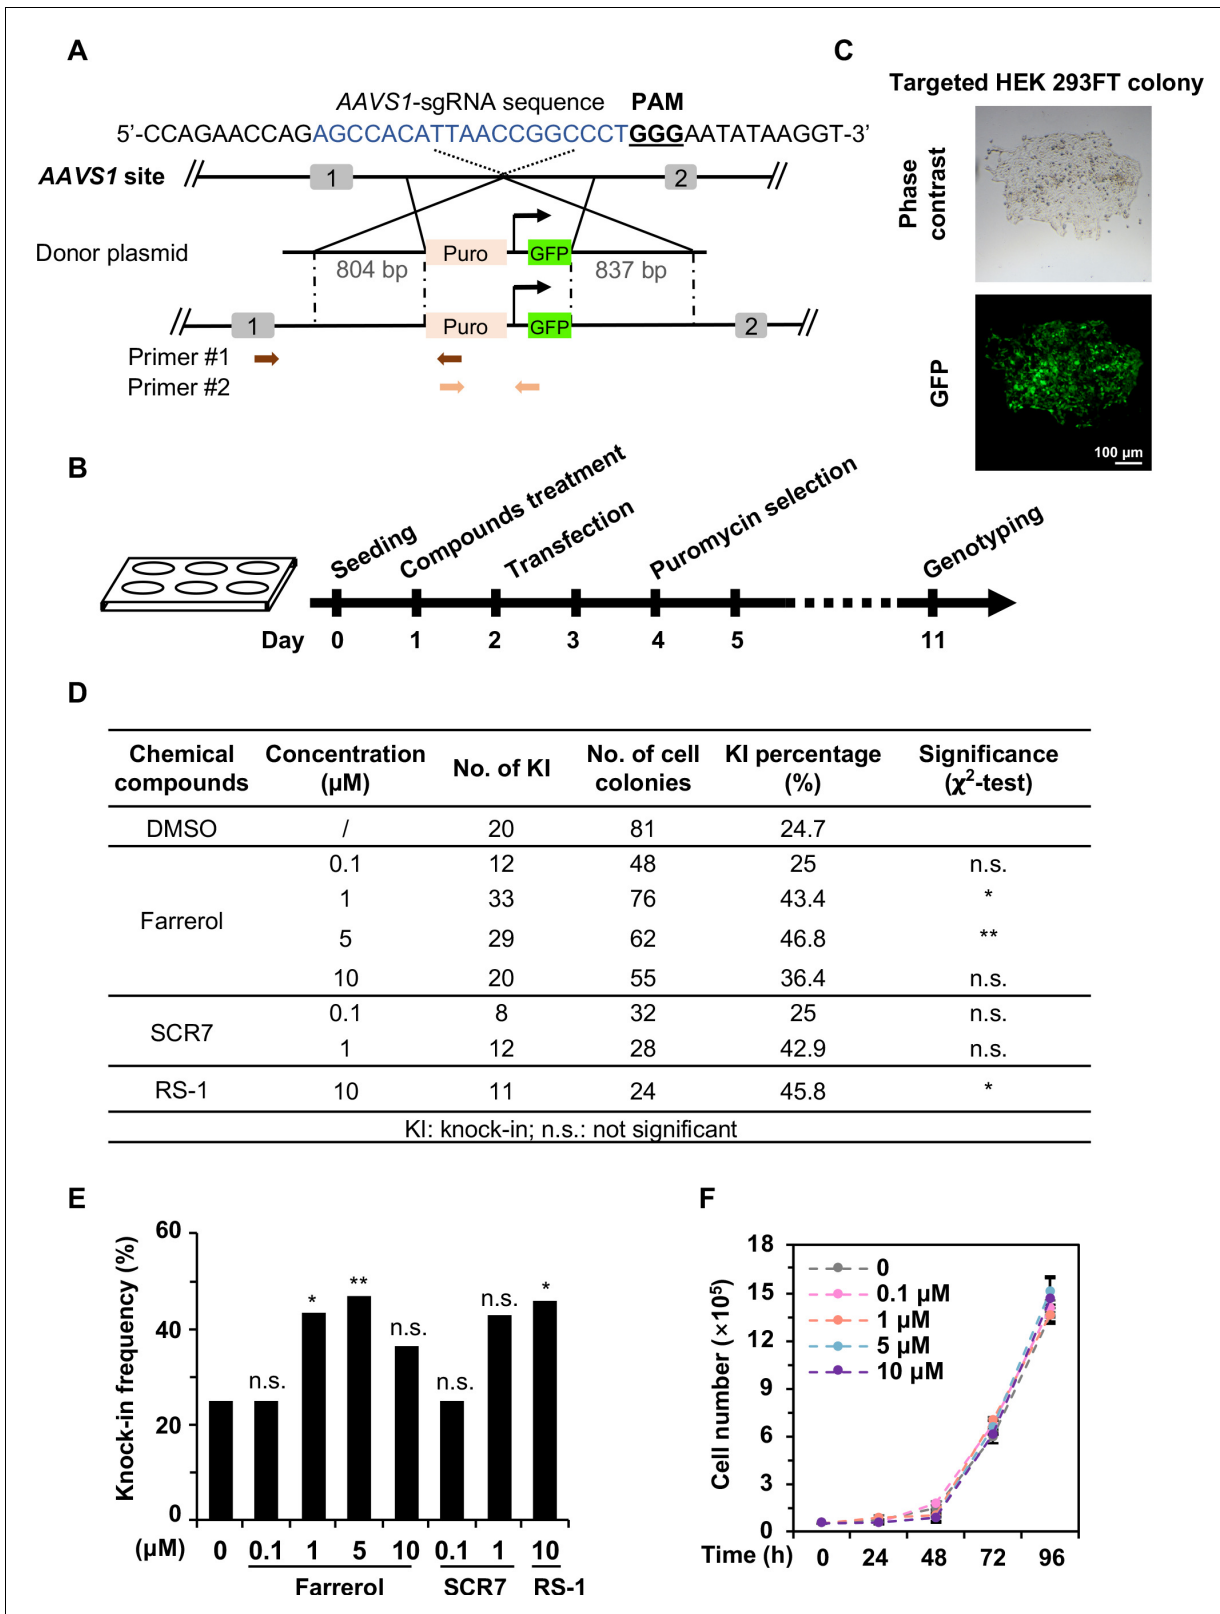 A
AAVS1-sgRNA sequence PAM
5’-CCAGAACCAGAGCCACATTAACCGGCCCTGGGAATATAAGGT-3’
AAVS1 site
1
2
Donor plasmid
Puro
GFP
804 bp
837 bp
1
Puro
GFP
2
Primer #1
Primer #2
C
Targeted HEK 293FT colony
Phase
contrast
GFP
100 µm
B
Seeding
Compounds treatment
Transfection
Puromycin selection
Genotyping
Day 0 1 2 3 4 5 11
D
Chemical compounds Concentration (µM) No. of KI No. of cell colonies KI percentage (%) Significance (χ²-test)
DMSO / 20 81 24.7
Farrerol
0.1 12 48 25 n.s.
1 33 76 43.4 *
5 29 62 46.8 **
10 20 55 36.4 n.s.
SCR7
0.1 8 32 25 n.s.
1 12 28 42.9 n.s.
RS-1 10 11 24 45.8 *
KI: knock-in; n.s.: not significant
E
Knock-in frequency (%)
60
40
20
0
n.s.
*
**
n.s.
n.s.
n.s.
*
(µM) 0 0.1 1 5 10 0.1 1 10
Farrerol SCR7 RS-1
F
Cell number (×10⁵)
18
15
12
9
6
3
0
0
0.1 µM
1 µM
5 µM
10 µM
Time (h) 0 24 48 72 96